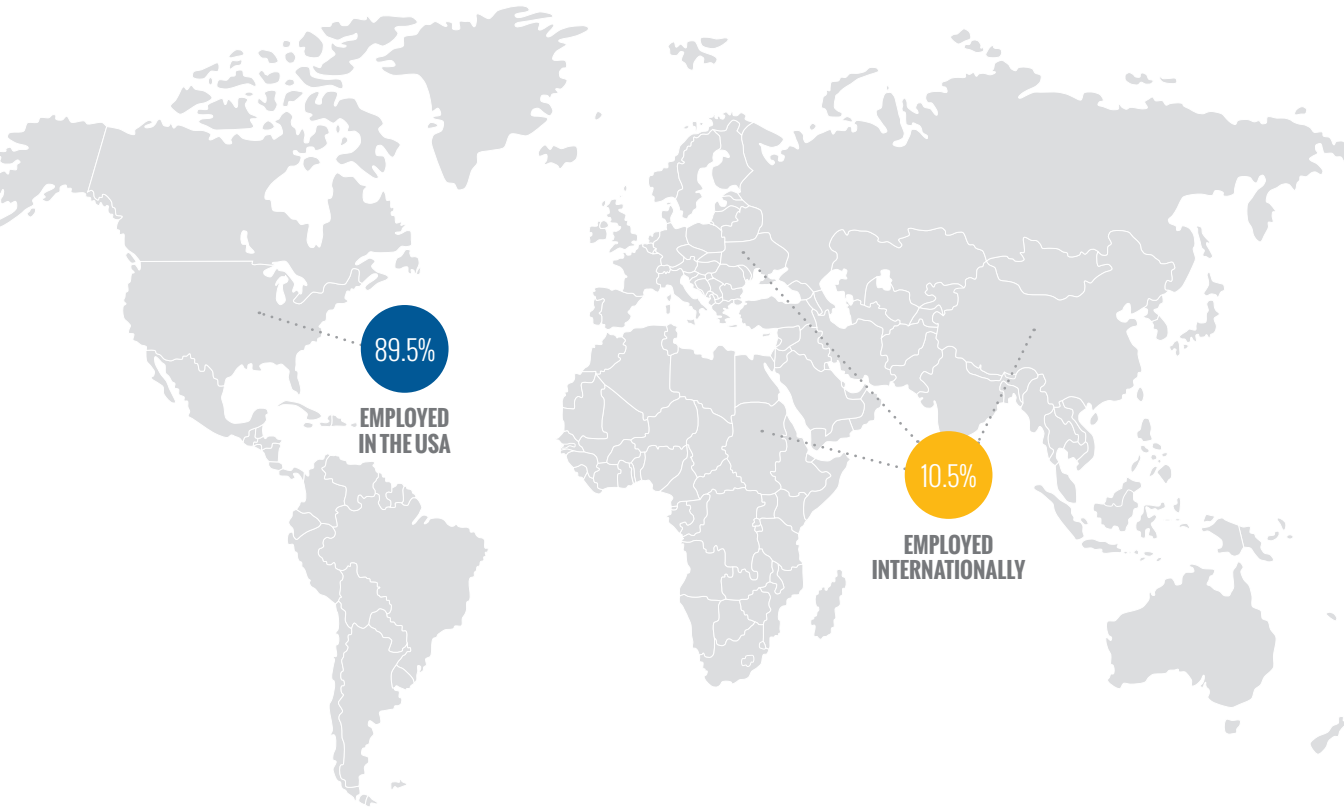 89.5%
EMPLOYED
IN THE USA
10.5%
EMPLOYED
INTERNATIONALLY